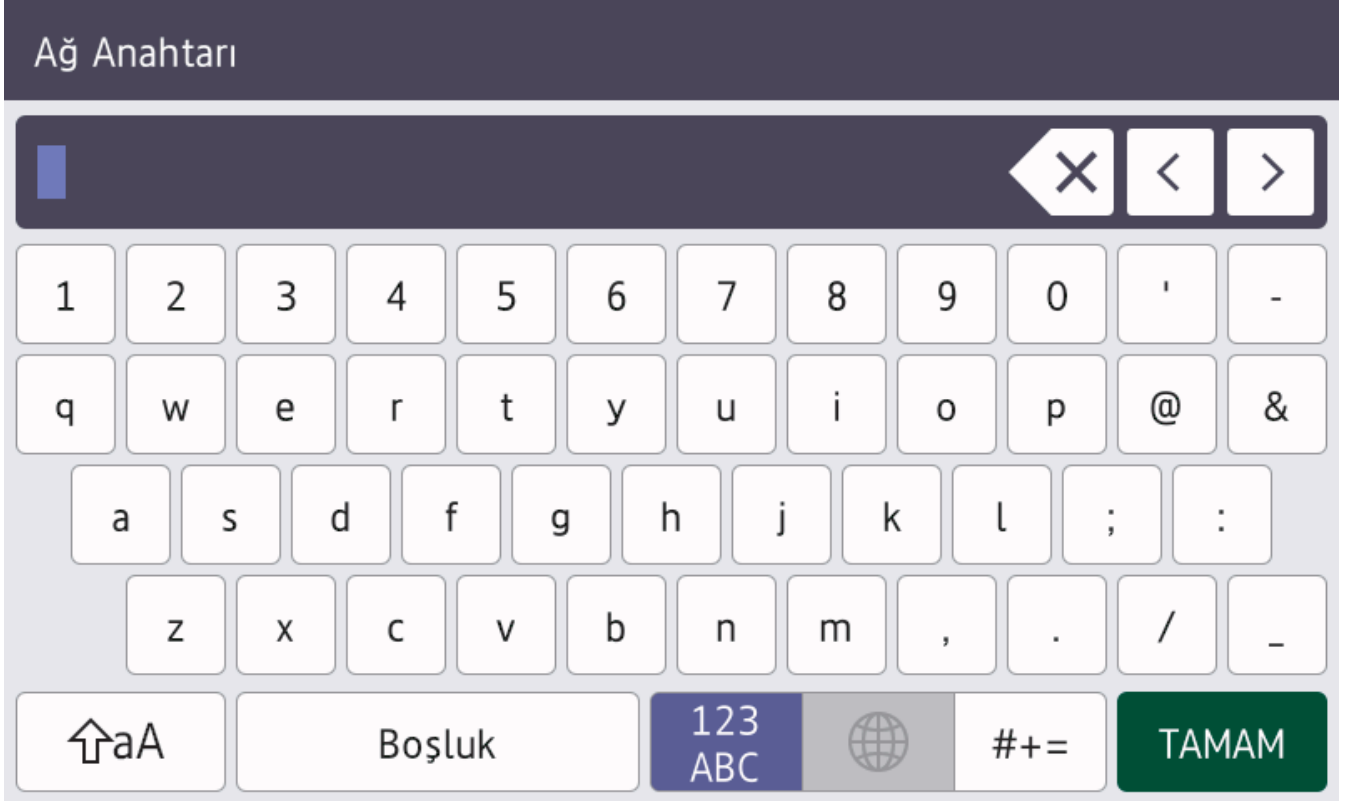 Ağ Anahtarı
1 2 3 4 5 6 7 8 9 0 ' -
q w e r t y u i o p @ &
a s d f g h j k l ; :
z x c v b n m , . / _
aA Boşluk 123 ABC #+= TAMAM